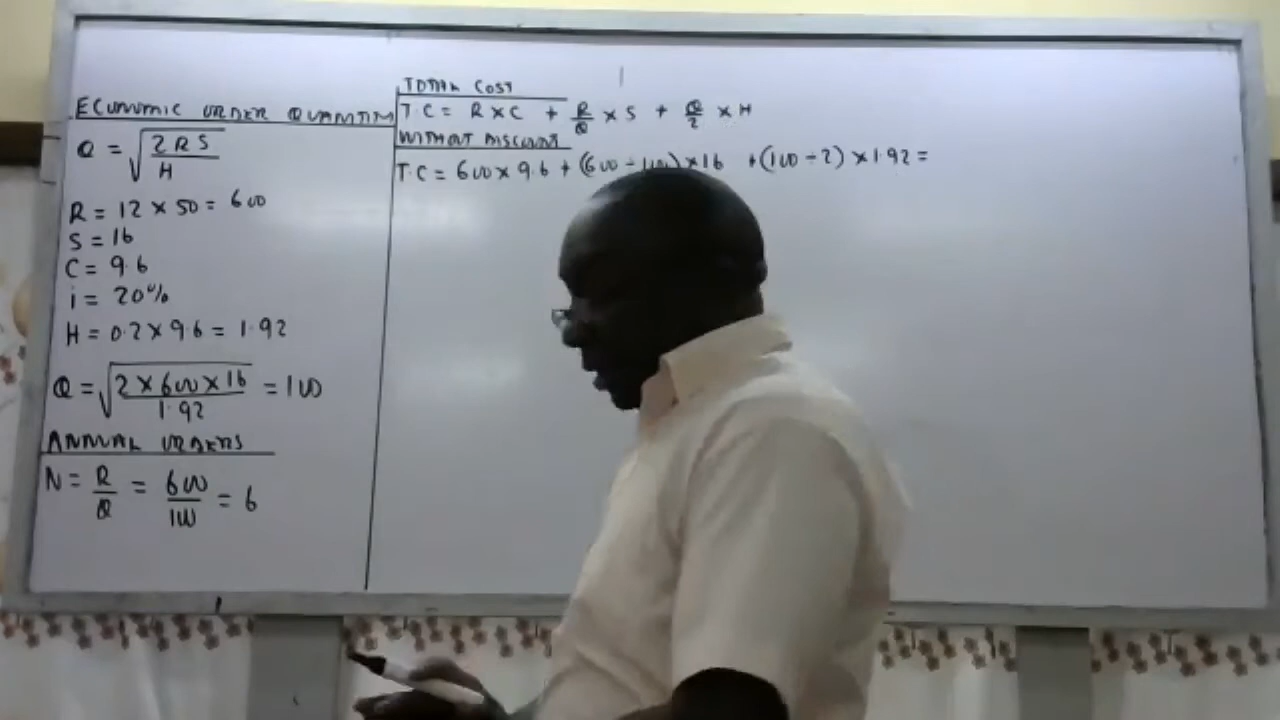 ECONOMIC ORDER QUANTITY
Q = √(2RS / H)
R = 12 × 50 = 600
S = 16
C = 9.6
i = 20%
H = 0.2 × 9.6 = 1.92
Q = √(2 × 600 × 16 / 1.92) = 100
ANNUAL ORDERS
N = R/Q = 600/100 = 6
TOTAL COST
T.C = R × C + R/Q × S + Q/2 × H
WITHOUT DISCOUNT
T.C = 600 × 9.6 + (600 ÷ 100) × 16 + (100 ÷ 2) × 1.92 =